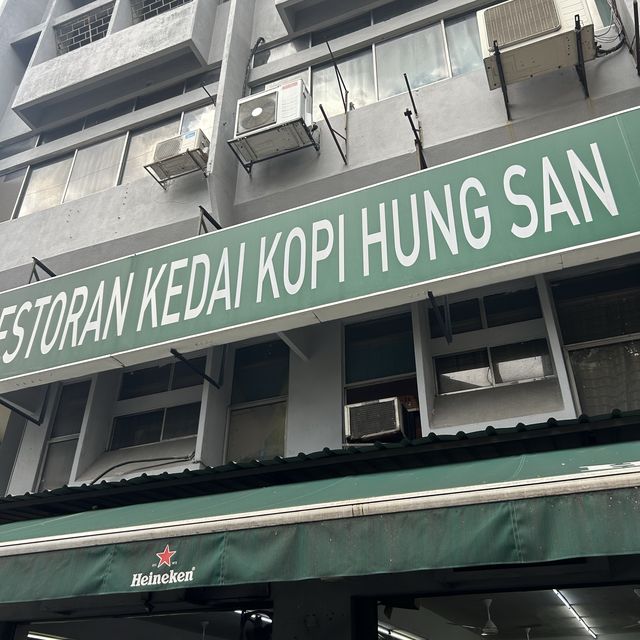 ESTORAN KEDAI KOPI HUNG SAN
Heineken